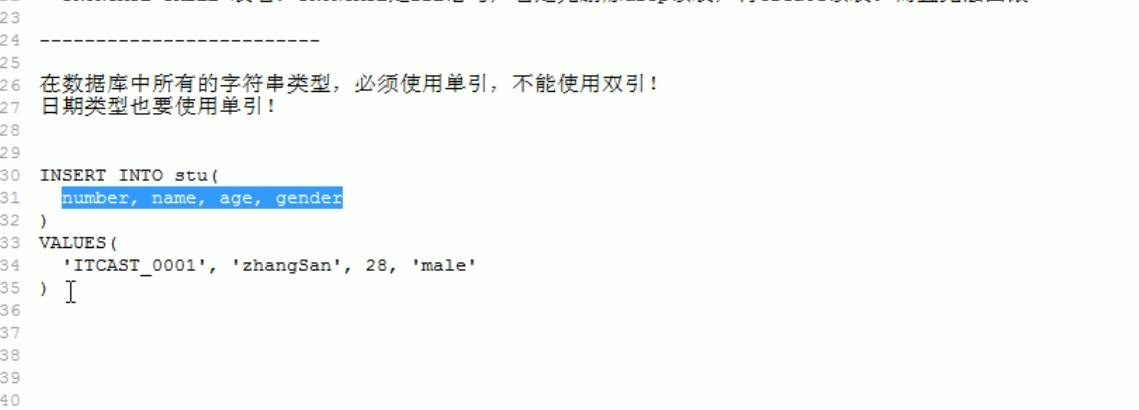 23
24 -------------------------
25
26 在数据库中所有的字符串类型，必须使用单引，不能使用双引！
27 日期类型也要使用单引！
28
29
30 INSERT INTO stu(
31 number, name, age, gender
32 )
33 VALUES(
34 'ITCAST_0001', 'zhangSan', 28, 'male'
35 )
36
37
38
39
40